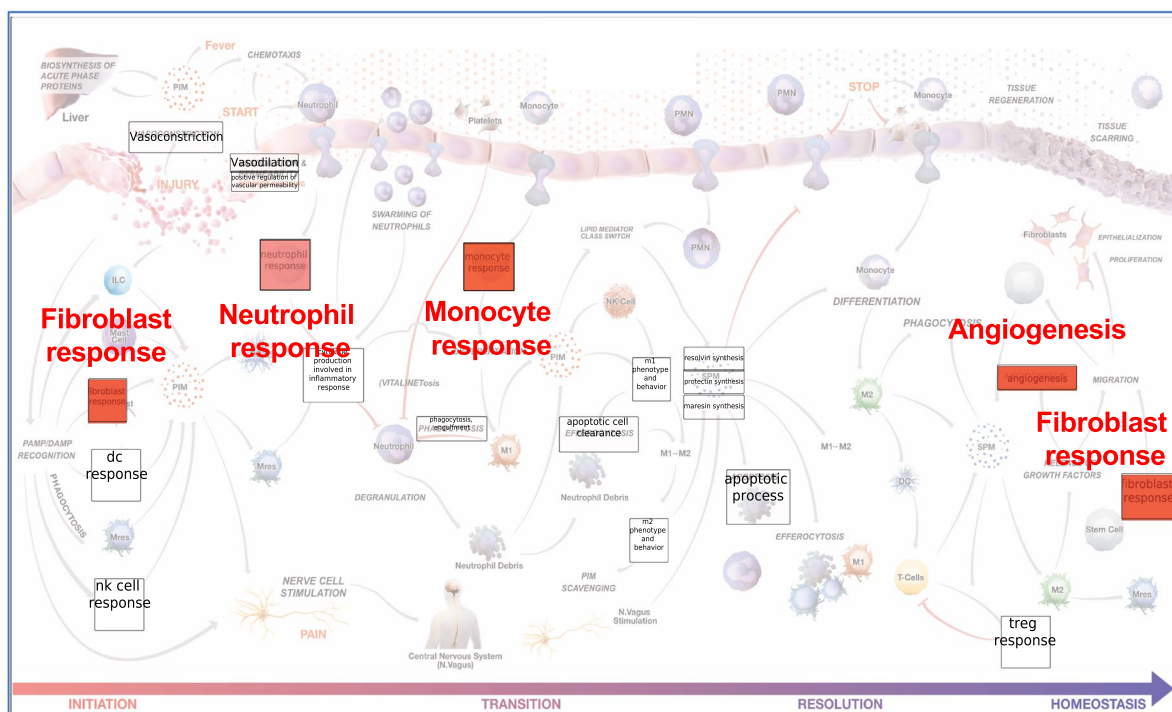 Fever
CHEMOTAXIS
BIOSYNTHESIS OF
ACUTE PHASE
PROTEINS
PIM
Liver
START
Neutrophil
Platelets
Monocyte
PMN
PMN
STOP
Monocyte
TISSUE
REGENERATION
TISSUE
SCARRING
Vasoconstriction
Vasodilation
&
positive regulation of
vascular permeability
INJURY
SWARMING OF
NEUTROPHILS
LIPID MEDIATOR
CLASS SWITCH
PMN
Fibroblasts
EPITHELIALIZATION
PROLIFERATION
neutrophil
response
monocyte
response
ILC
NK-Cell
Monocyte
DIFFERENTIATION
Fibroblast
response
Neutrophil
response
Monocyte
response
Mast
Cell
PHAGOCYTOSIS
Angiogenesis
production
involved in
inflammatory
response
PIM
m1
phenotype
and
behavior
resolvin synthesis
SPM
protectin synthesis
maresin synthesis
angiogenesis
MIGRATION
fibroblast
response
PIM
(VITAL) NETosis
M2
phagocytosis,
PHAGOCYTOSIS
apoptotic cell
clearance
Fibroblast
response
PAMP/DAMP
RECOGNITION
dc
response
Neutrophil
M1
M1→M2
M1–M2
SPM
GROWTH FACTORS
Mres
PHAGOCYTOSIS
DEGRANULATION
Neutrophil Debris
apoptotic
process
DC
fibroblast
response
Mres
m2
phenotype
and
behavior
EFFEROCYTOSIS
Stem Cell
Neutrophil Debris
M1
nk cell
response
NERVE CELL
STIMULATION
PIM
SCAVENGING
T-Cells
M2
Mres
PAIN
N.Vagus
Stimulation
treg
response
Central Nervous System
(N.Vagus)
INITIATION
TRANSITION
RESOLUTION
HOMEOSTASIS